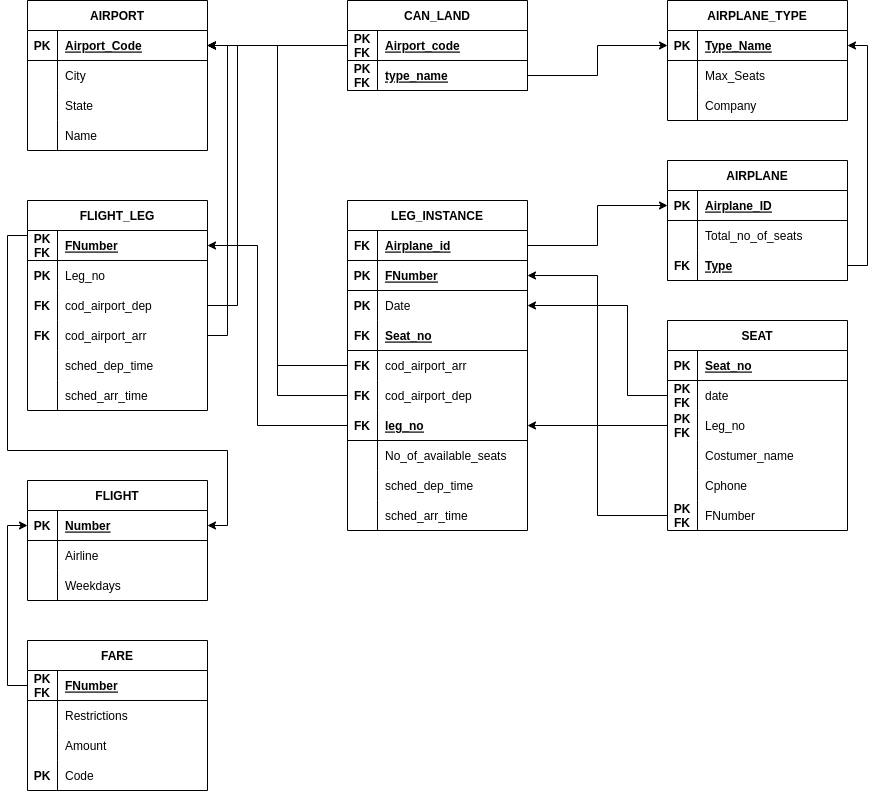 AIRPORT
PK FK Airport_Code
City
State
Name
CAN_LAND
PK FK Airport_code
PK FK type_name
AIRPLANE_TYPE
PK Type_Name
Max_Seats
Company
AIRPLANE
PK Airplane_ID
Total_no_of_seats
FK Type
FLIGHT_LEG
PK FK FNumber
PK Leg_no
FK cod_airport_dep
FK cod_airport_arr
sched_dep_time
sched_arr_time
LEG_INSTANCE
FK Airplane_id
PK FNumber
PK Date
FK Seat_no
FK cod_airport_arr
FK cod_airport_dep
FK leg_no
No_of_available_seats
sched_dep_time
sched_arr_time
SEAT
PK Seat_no
PK FK date
PK FK Leg_no
Costumer_name
Cphone
PK FK FNumber
FLIGHT
PK Number
Airline
Weekdays
FARE
PK FK FNumber
Restrictions
Amount
PK Code